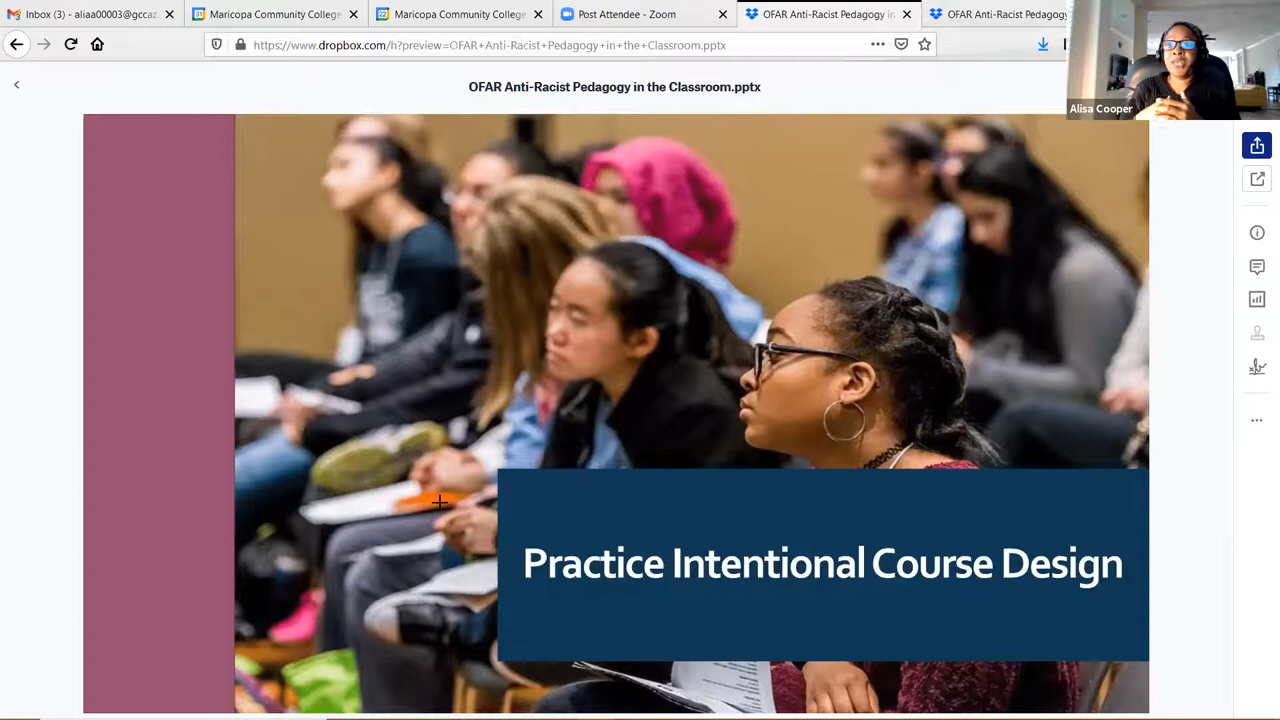 Inbox (3) - aliaa00083@gccaz.
Maricopa Community College
Maricopa Community College
Post Attendee - Zoom
OFAR Anti-Racist Pedagogy in
OFAR Anti-Racist Pedagogy
https://www.dropbox.com/h?preview=OFAR+Anti-Racist+Pedagogy+in+the+Classroom.pptx
Alisa Cooper
OFAR Anti-Racist Pedagogy in the Classroom.pptx
Practice Intentional Course Design